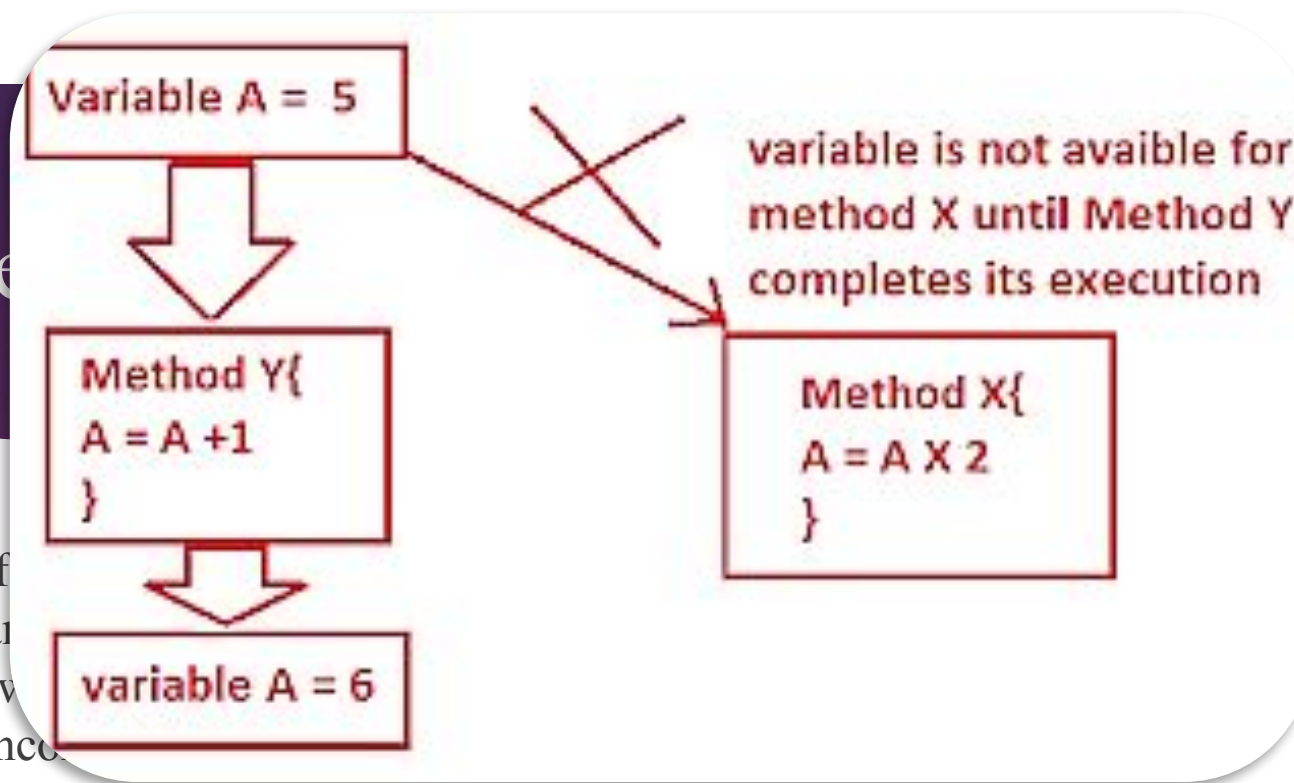 Variable A = 5
variable is not avaible for
method X until Method Y
completes its execution
Method Y{
A = A +1
}
Method X{
A = A X 2
}
variable A = 6